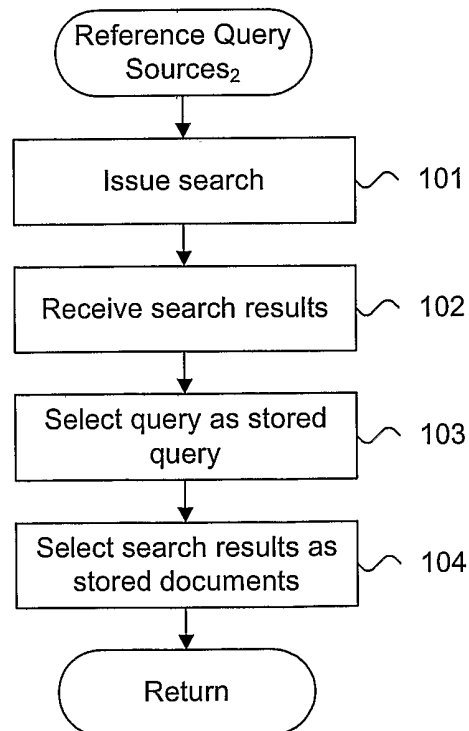 Reference Query
Sources₂
Issue search
101
Receive search results
102
Select query as stored
query
103
Select search results as
stored documents
104
Return